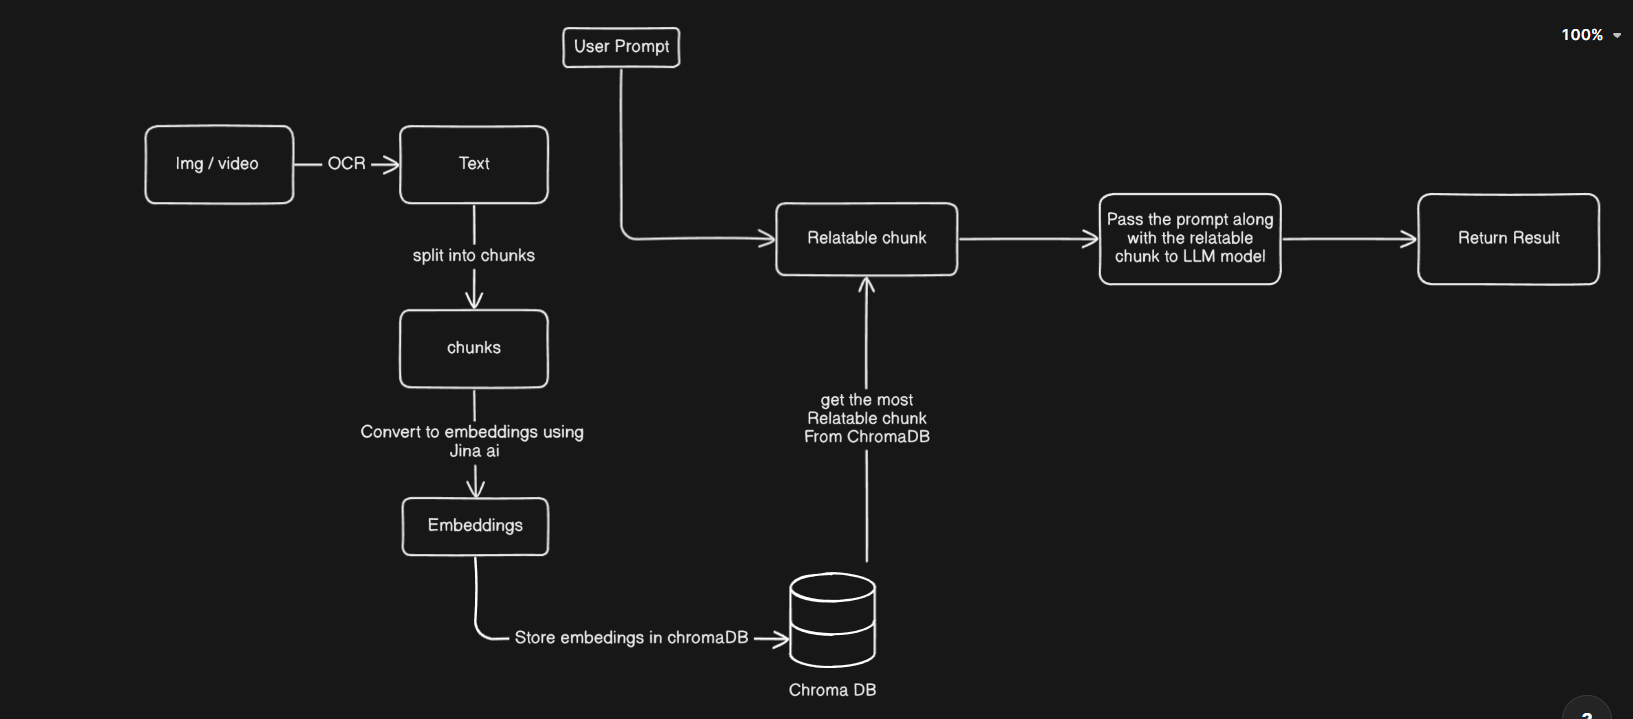 User Prompt
100%
Img / video
OCR
Text
split into chunks
chunks
Convert to embeddings using
Jina ai
Embeddings
Store embedings in chromaDB
Chroma DB
get the most
Relatable chunk
From ChromaDB
Relatable chunk
Pass the prompt along
with the relatable
chunk to LLM model
Return Result